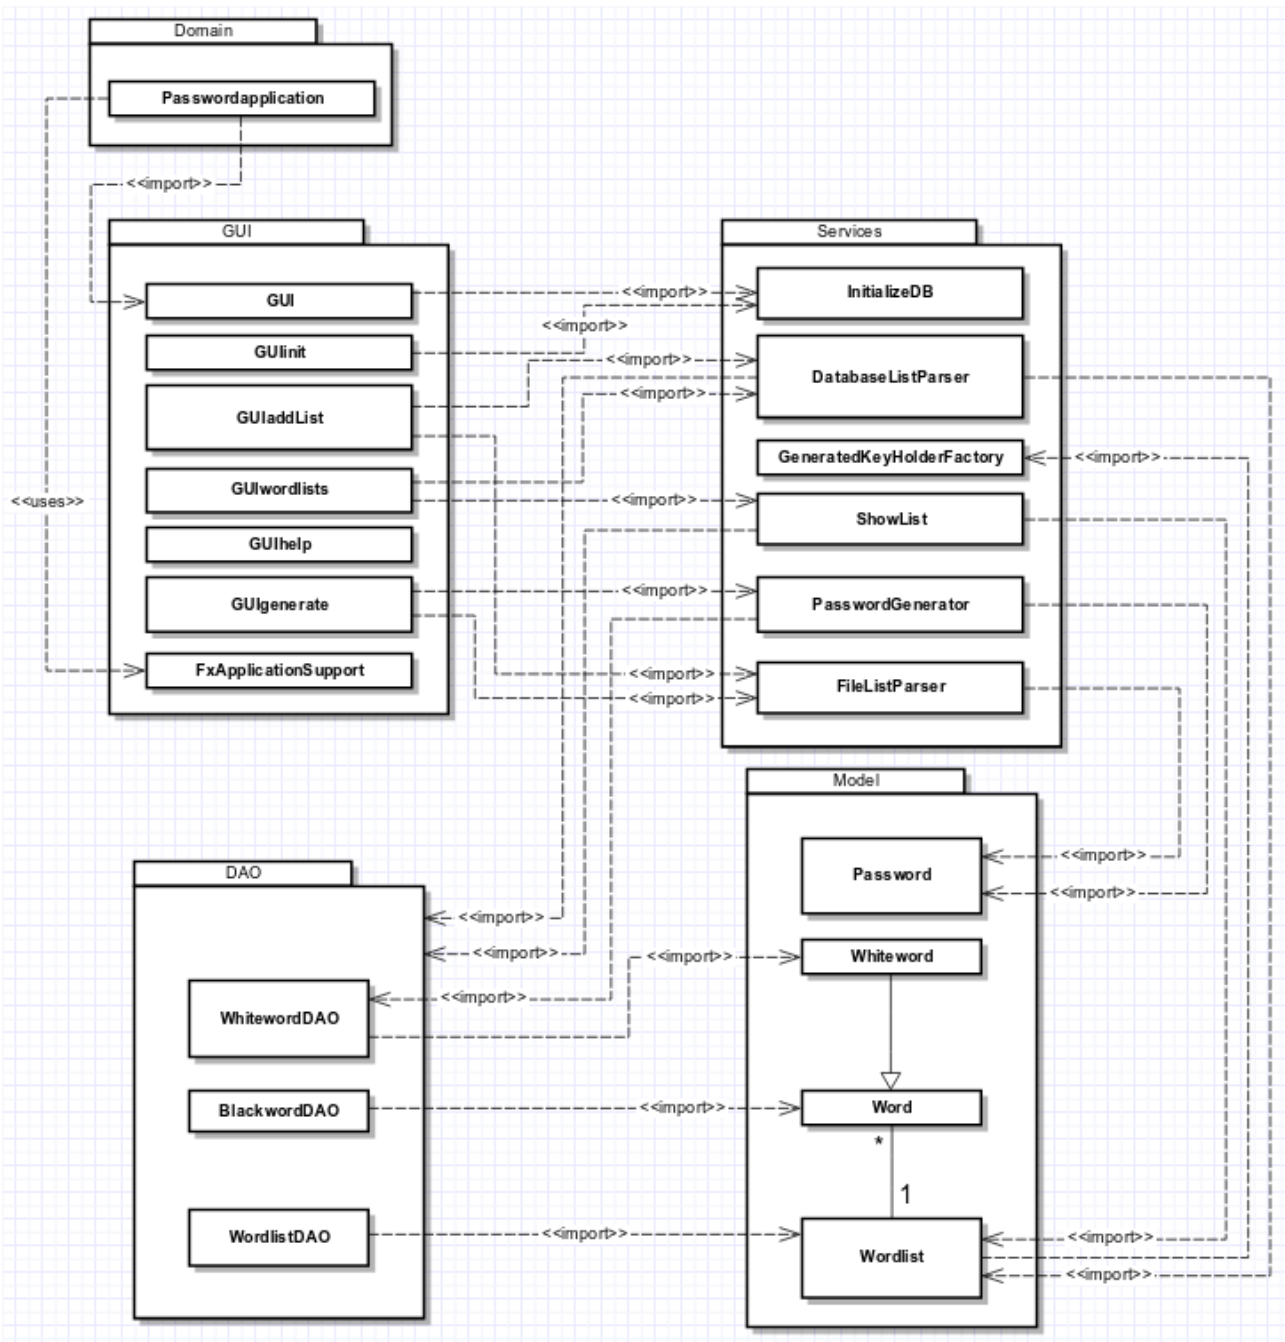 Domain
Passwordapplication
<<import>>
GUI
Services
GUI
<<import>>
InitializeDB
<<import>>
GUIinit
<<import>>
DatabaseListParser
GUIaddList
<<import>>
GeneratedKeyHolderFactory
<<import>>
GUIwordlists
<<uses>>
<<import>>
ShowList
GUIhelp
GUIgenerate
<<import>>
PasswordGenerator
FxApplicationSupport
<<import>>
<<import>>
FileListParser
Model
Password
<<import>>
<<import>>
DAO
<<import>>
<<import>>
<<import>>
Whiteword
<<import>>
WhitewordDAO
BlackwordDAO
<<import>>
Word
*
1
WordlistDAO
<<import>>
Wordlist
<<import>>
<<import>>